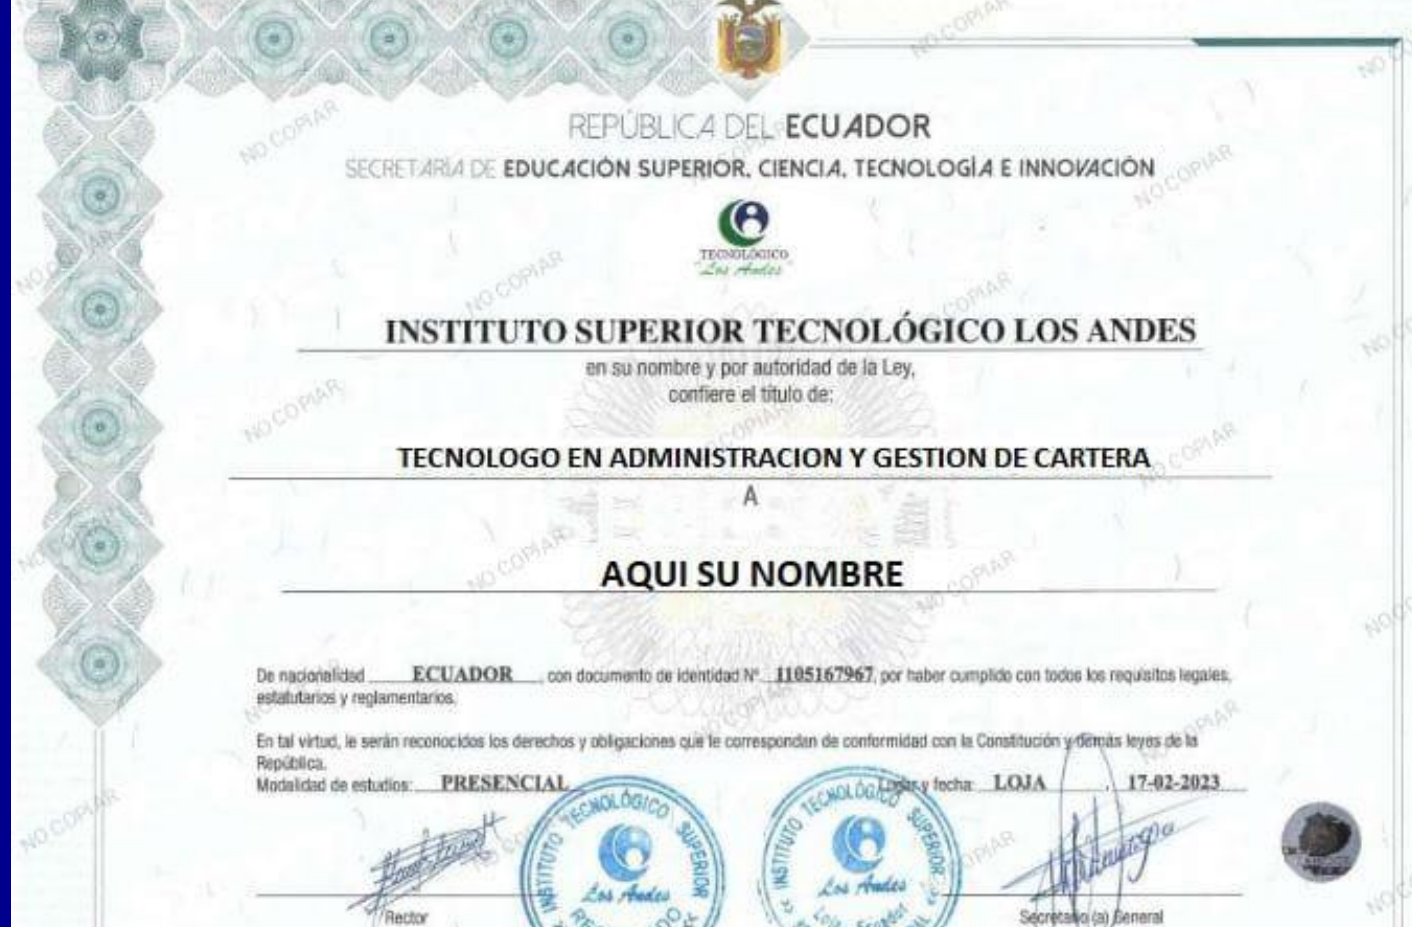 REPÚBLICA DEL ECUADOR
SECRETARÍA DE EDUCACIÓN SUPERIOR, CIENCIA, TECNOLOGÍA E INNOVACIÓN
TECNOLÓGICO
"Los Andes"
INSTITUTO SUPERIOR TECNOLÓGICO LOS ANDES
en su nombre y por autoridad de la Ley,
confiere el título de:
TECNOLOGO EN ADMINISTRACION Y GESTION DE CARTERA
A
AQUI SU NOMBRE
De nacionalidad ECUADOR, con documento de identidad Nº 1105167967, por haber cumplido con todos los requisitos legales,
estatutarios y reglamentarios.
En tal virtud, le serán reconocidos los derechos y obligaciones que le correspondan de conformidad con la Constitución y demás leyes de la
República.
Modalidad de estudios: PRESENCIAL Lugar y fecha: LOJA, 17-02-2023
INSTITUTO TECNOLÓGICO SUPERIOR
Los Andes
INSTITUTO TECNOLÓGICO SUPERIOR
Los Andes
Loja - Ecuador
Rector
Secretario (a) General
NO COPIAR